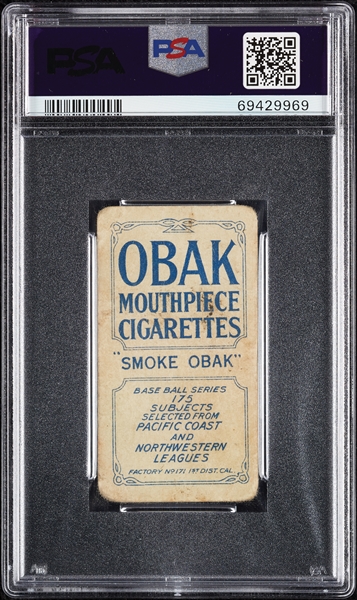 PSA
PSA
69429969
OBAK
MOUTHPIECE
CIGARETTES
"SMOKE OBAK"
BASE BALL SERIES
175
SUBJECTS
SELECTED FROM
PACIFIC COAST
AND
NORTHWESTERN
LEAGUES
FACTORY Nº 171 1ST DIST. CAL.